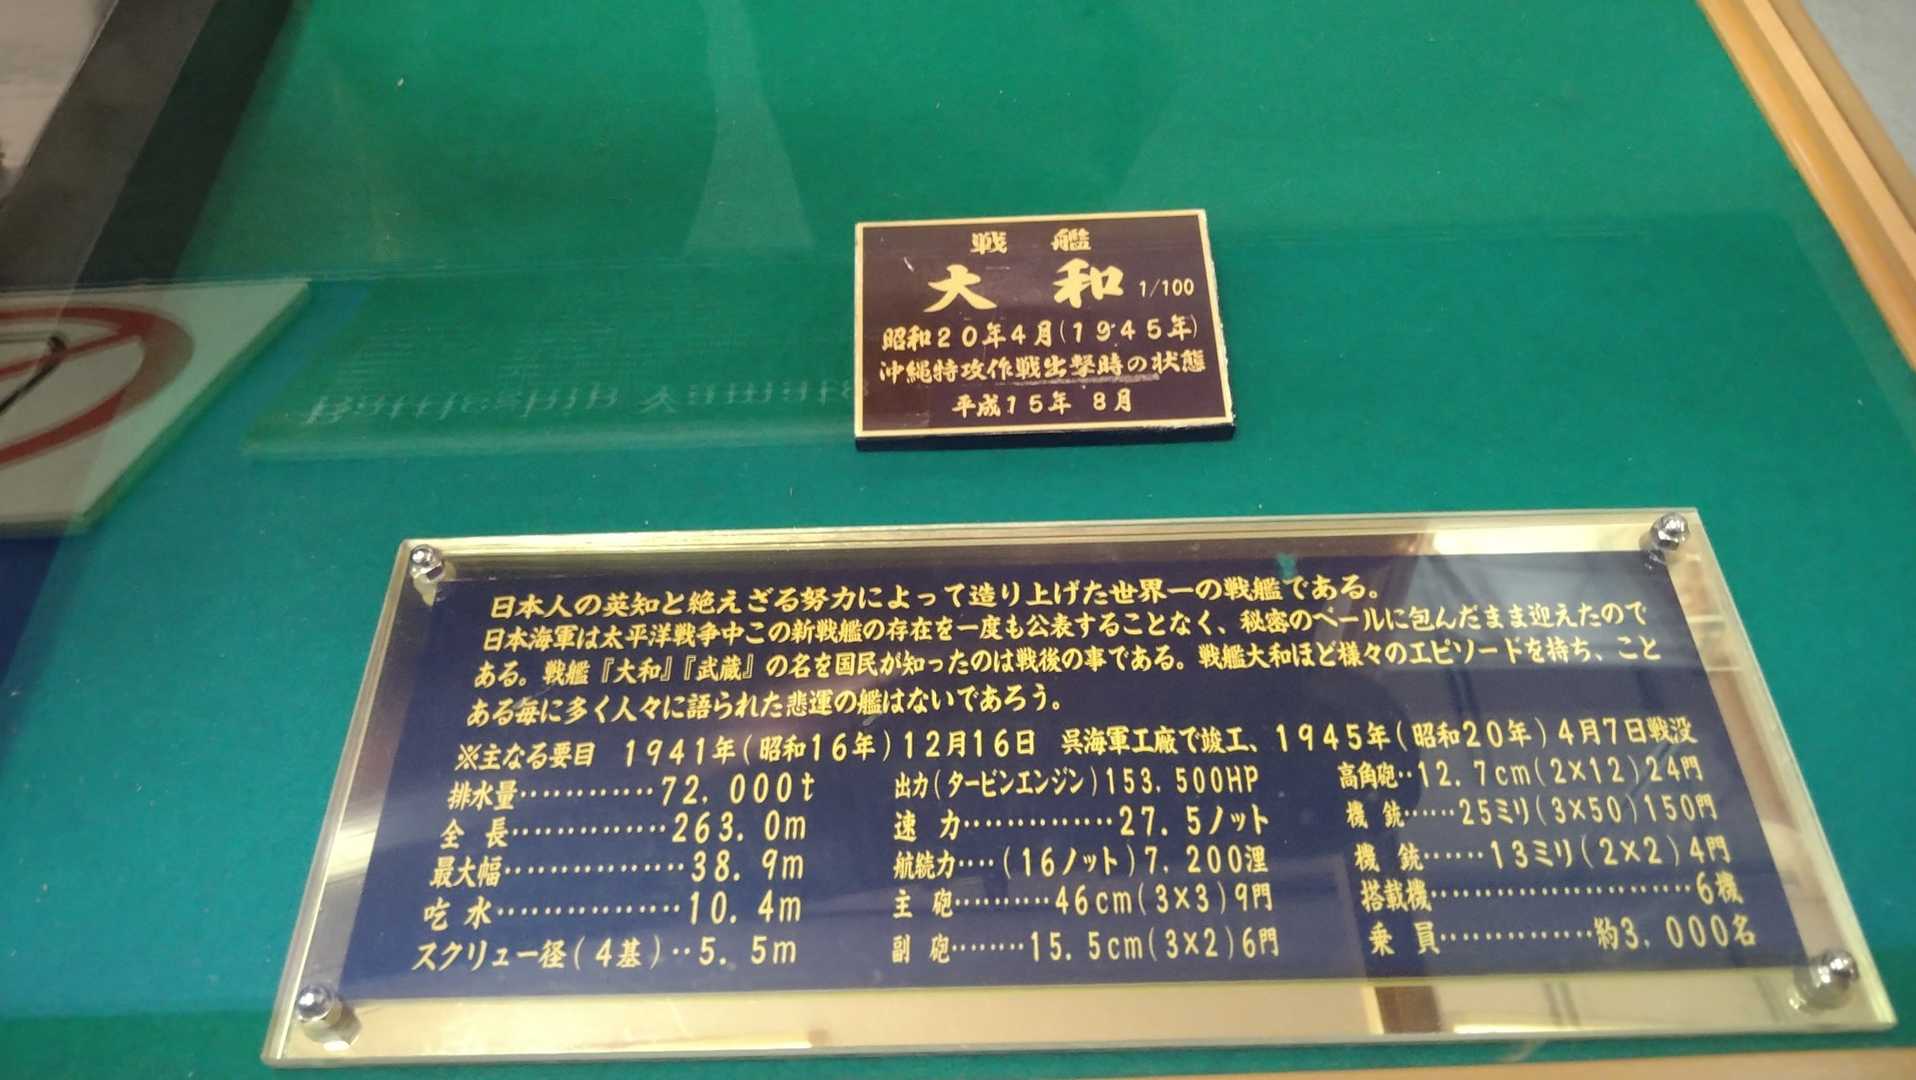 戦艦
大和 1/100
昭和20年4月(1945年)
沖縄特攻作戦出撃時の状態
平成15年 8月
Battleship Yamato
日本人の英知と絶えざる努力によって造り上げた世界一の戦艦である。
日本海軍は太平洋戦争中この新戦艦の存在を一度も公表することなく、秘密のベールに包んだまま迎えたので
ある。戦艦『大和』『武蔵』の名を国民が知ったのは戦後の事である。戦艦大和ほど様々のエピソードを持ち、こと
ある毎に多く人々に語られた悲運の艦はないであろう。
※主なる要目 1941年(昭和16年)12月16日 呉海軍工廠で竣工、1945年(昭和20年)4月7日戦没
排水量…………72,000t
全 長……………263.0m
最大幅………………38.9m
吃 水………………10.4m
スクリュー径(4基)‥5.5m
出力(タービンエンジン)153,500HP
速 力……………27.5ノット
航続力‥‥(16ノット)7,200浬
主 砲………46cm(3×3)9門
副 砲………15.5cm(3×2)6門
高角砲‥12.7cm(2×12)24門
機 銃……25ミリ(3×50)150門
機 銃……13ミリ(2×2)4門
搭載機………………………6機
乗 員……………約3,000名